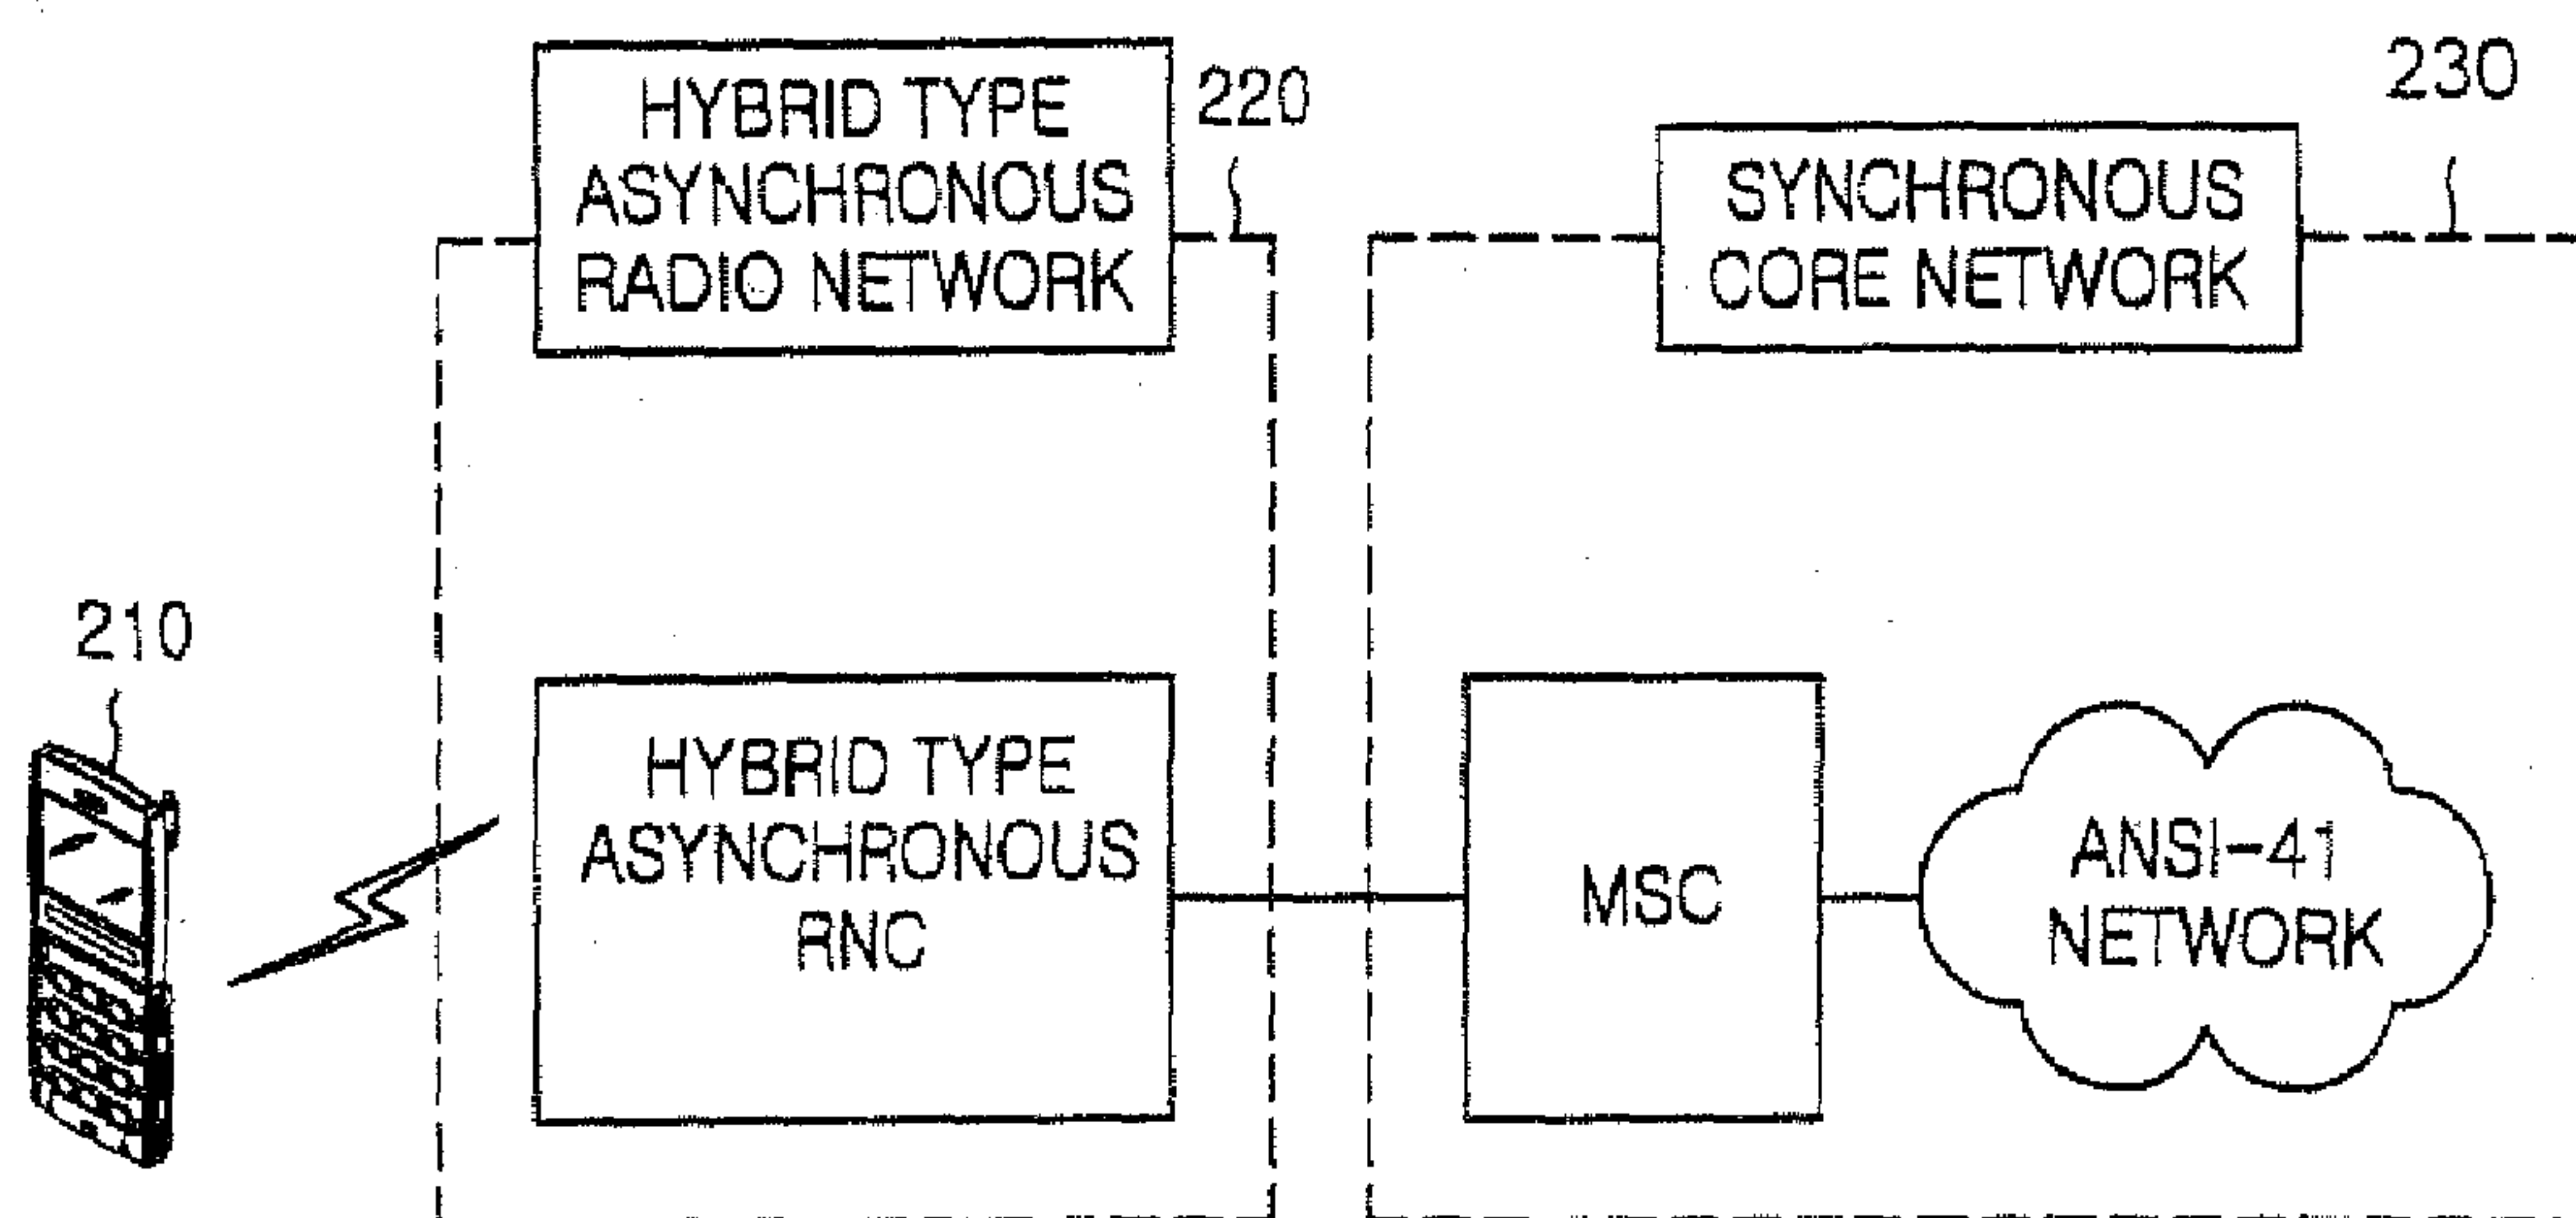 HYBRID TYPE
ASYNCHRONOUS
RADIO NETWORK
220
SYNCHRONOUS
CORE NETWORK
230
210
HYBRID TYPE
ASYNCHRONOUS
RNC
MSC
ANSI-41
NETWORK